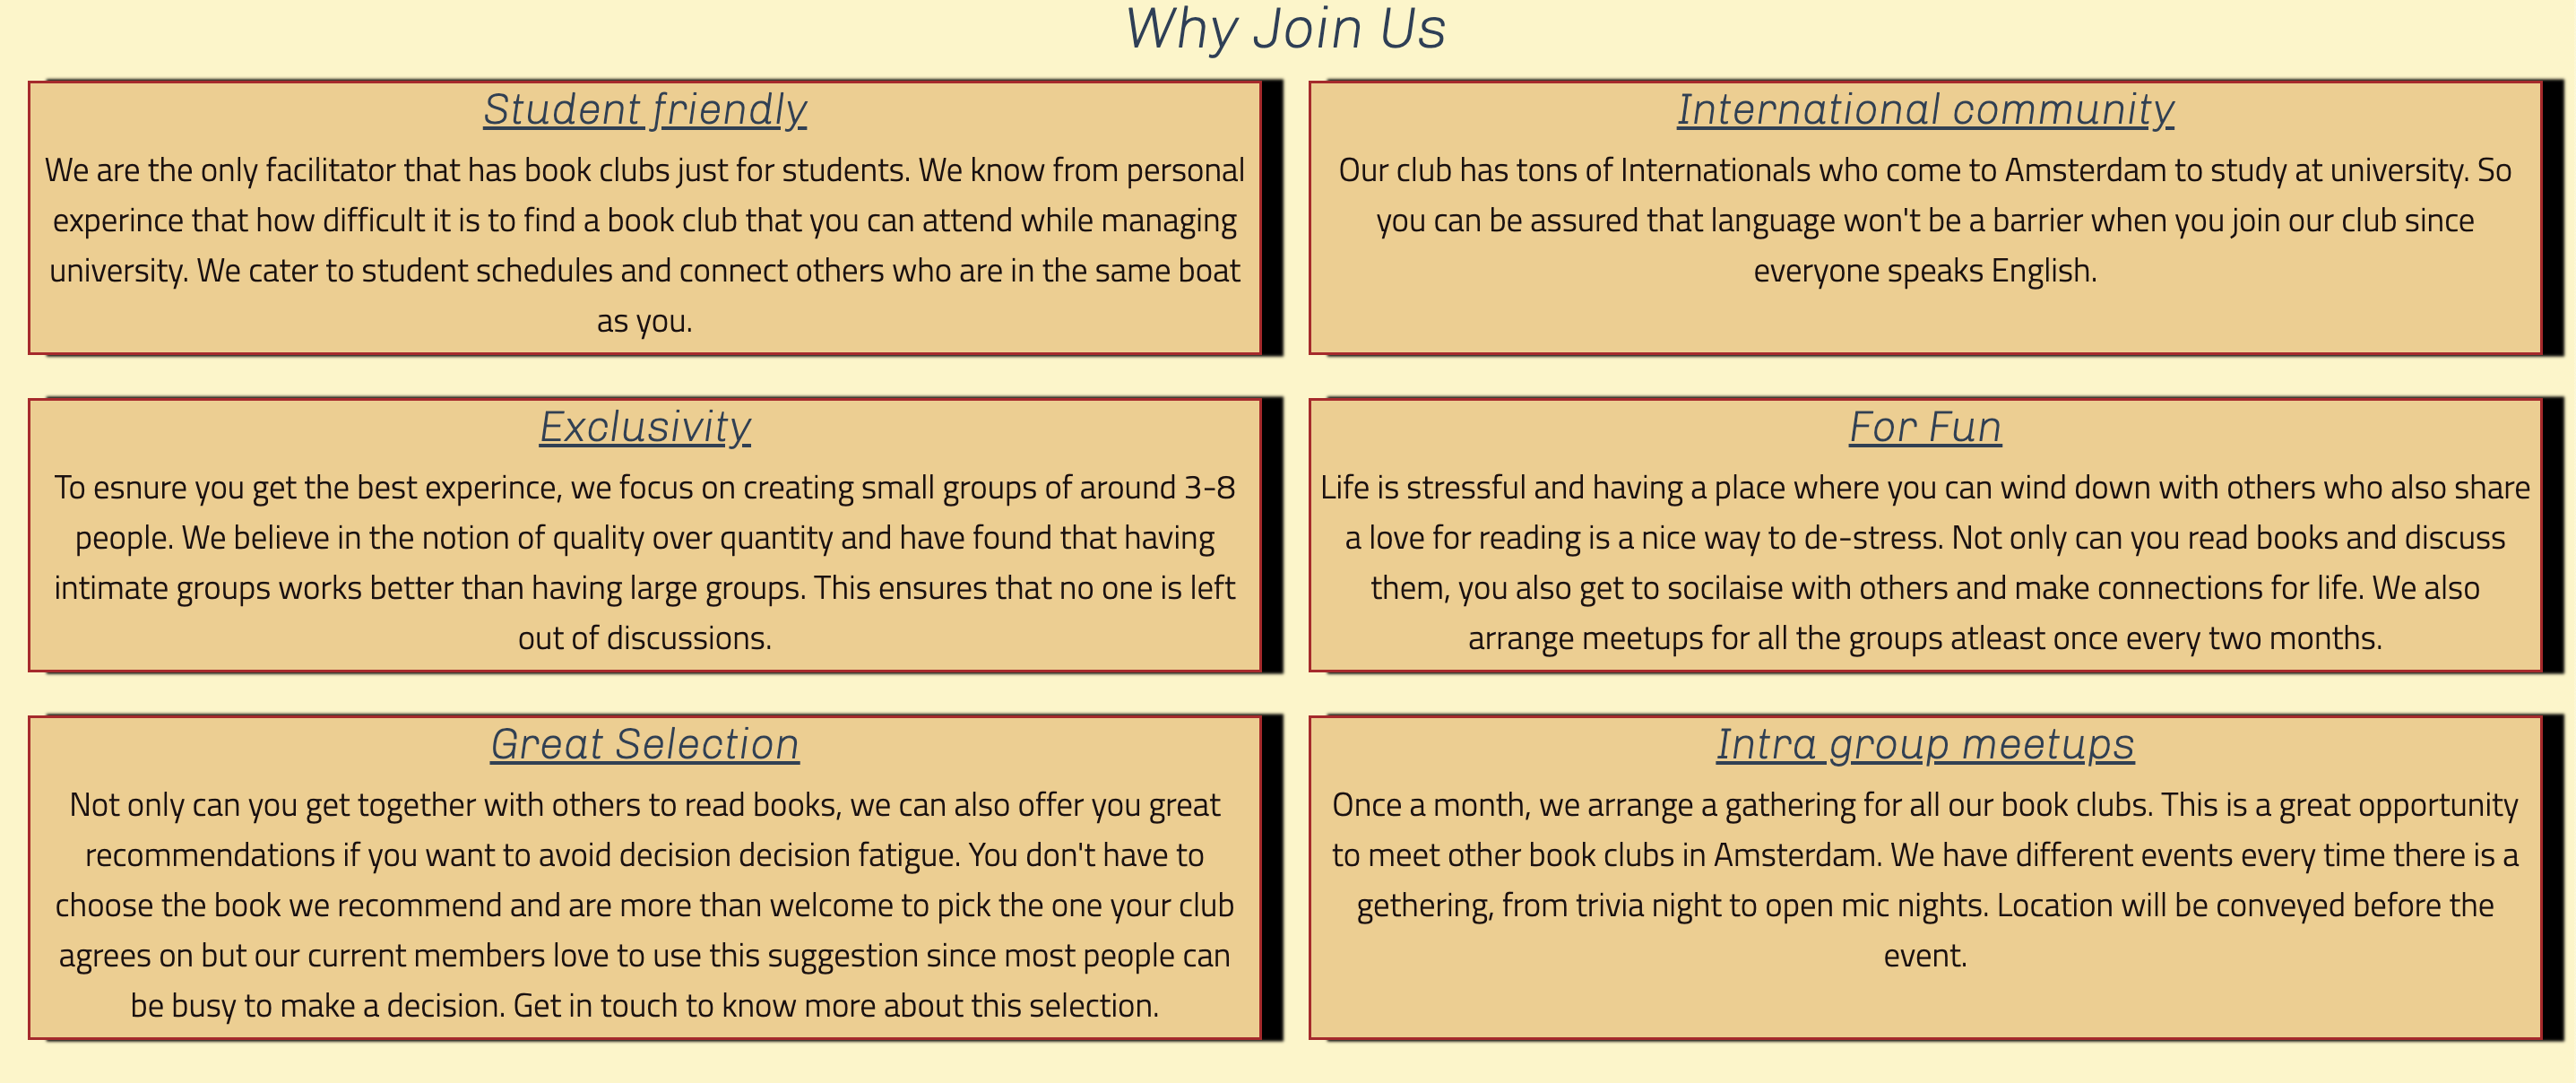 Why Join Us
Student friendly
We are the only facilitator that has book clubs just for students. We know from personal
experince that how difficult it is to find a book club that you can attend while managing
university. We cater to student schedules and connect others who are in the same boat
as you.
International community
Our club has tons of Internationals who come to Amsterdam to study at university. So
you can be assured that language won't be a barrier when you join our club since
everyone speaks English.
Exclusivity
To esnure you get the best experince, we focus on creating small groups of around 3-8
people. We believe in the notion of quality over quantity and have found that having
intimate groups works better than having large groups. This ensures that no one is left
out of discussions.
For Fun
Life is stressful and having a place where you can wind down with others who also share
a love for reading is a nice way to de-stress. Not only can you read books and discuss
them, you also get to socilaise with others and make connections for life. We also
arrange meetups for all the groups atleast once every two months.
Great Selection
Not only can you get together with others to read books, we can also offer you great
recommendations if you want to avoid decision decision fatigue. You don't have to
choose the book we recommend and are more than welcome to pick the one your club
agrees on but our current members love to use this suggestion since most people can
be busy to make a decision. Get in touch to know more about this selection.
Intra group meetups
Once a month, we arrange a gathering for all our book clubs. This is a great opportunity
to meet other book clubs in Amsterdam. We have different events every time there is a
gethering, from trivia night to open mic nights. Location will be conveyed before the
event.